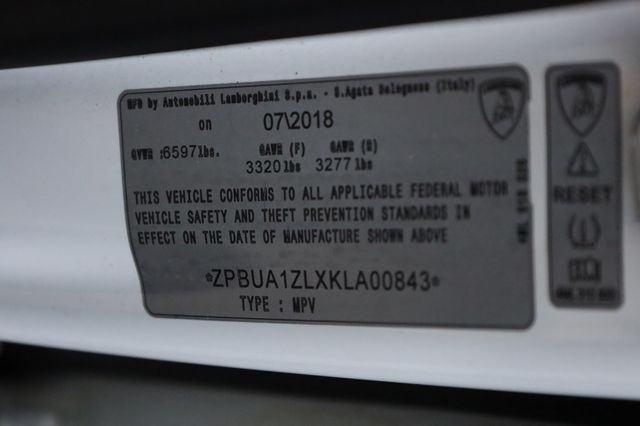 MFD by Automobili Lamborghini S.p.a. - S.Agata Bolognese (Italy)
on 07\2018
GVWR :6597lbs. GAWR (F) GAWR (R)
3320lbs 3277lbs
THIS VEHICLE CONFORMS TO ALL APPLICABLE FEDERAL MOTOR
VEHICLE SAFETY AND THEFT PREVENTION STANDARDS IN
EFFECT ON THE DATE OF MANUFACTURE SHOWN ABOVE
*ZPBUA1ZLXKLA00843*
TYPE : MPV
RESET